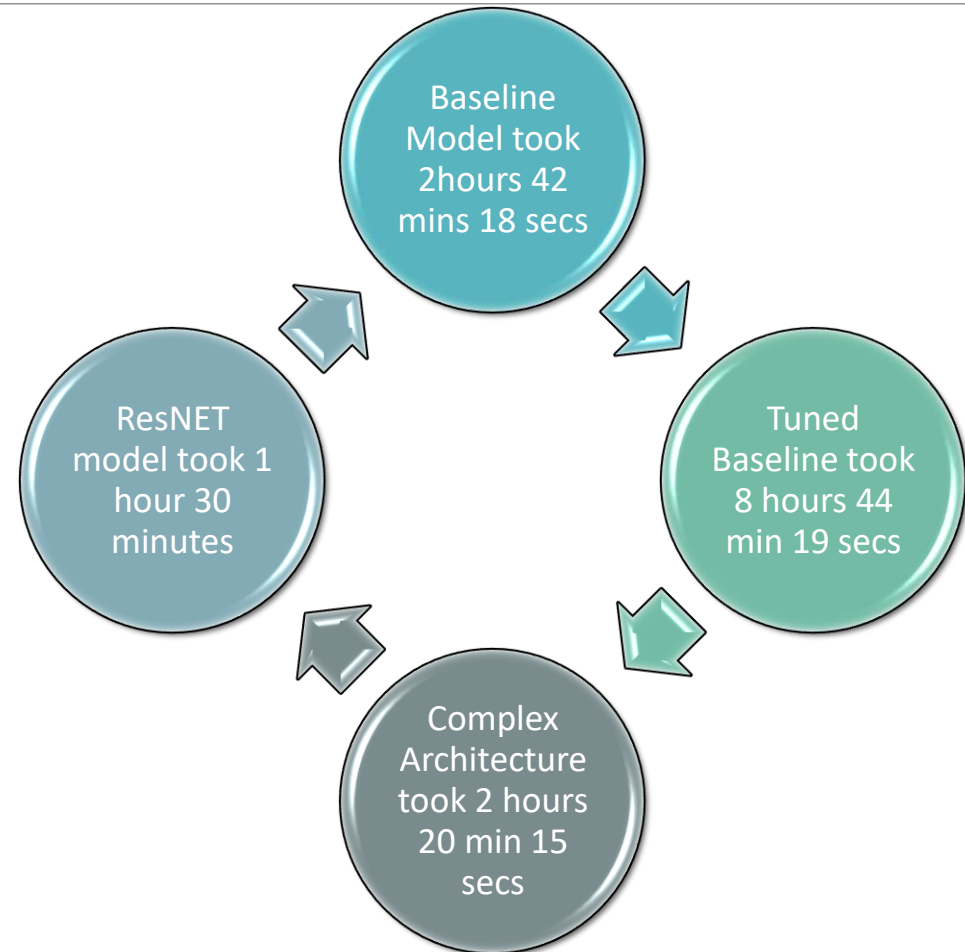 Baseline
Model took
2hours 42
mins 18 secs
Tuned
Baseline took
8 hours 44
min 19 secs
Complex
Architecture
took 2 hours
20 min 15
secs
ResNET
model took 1
hour 30
minutes